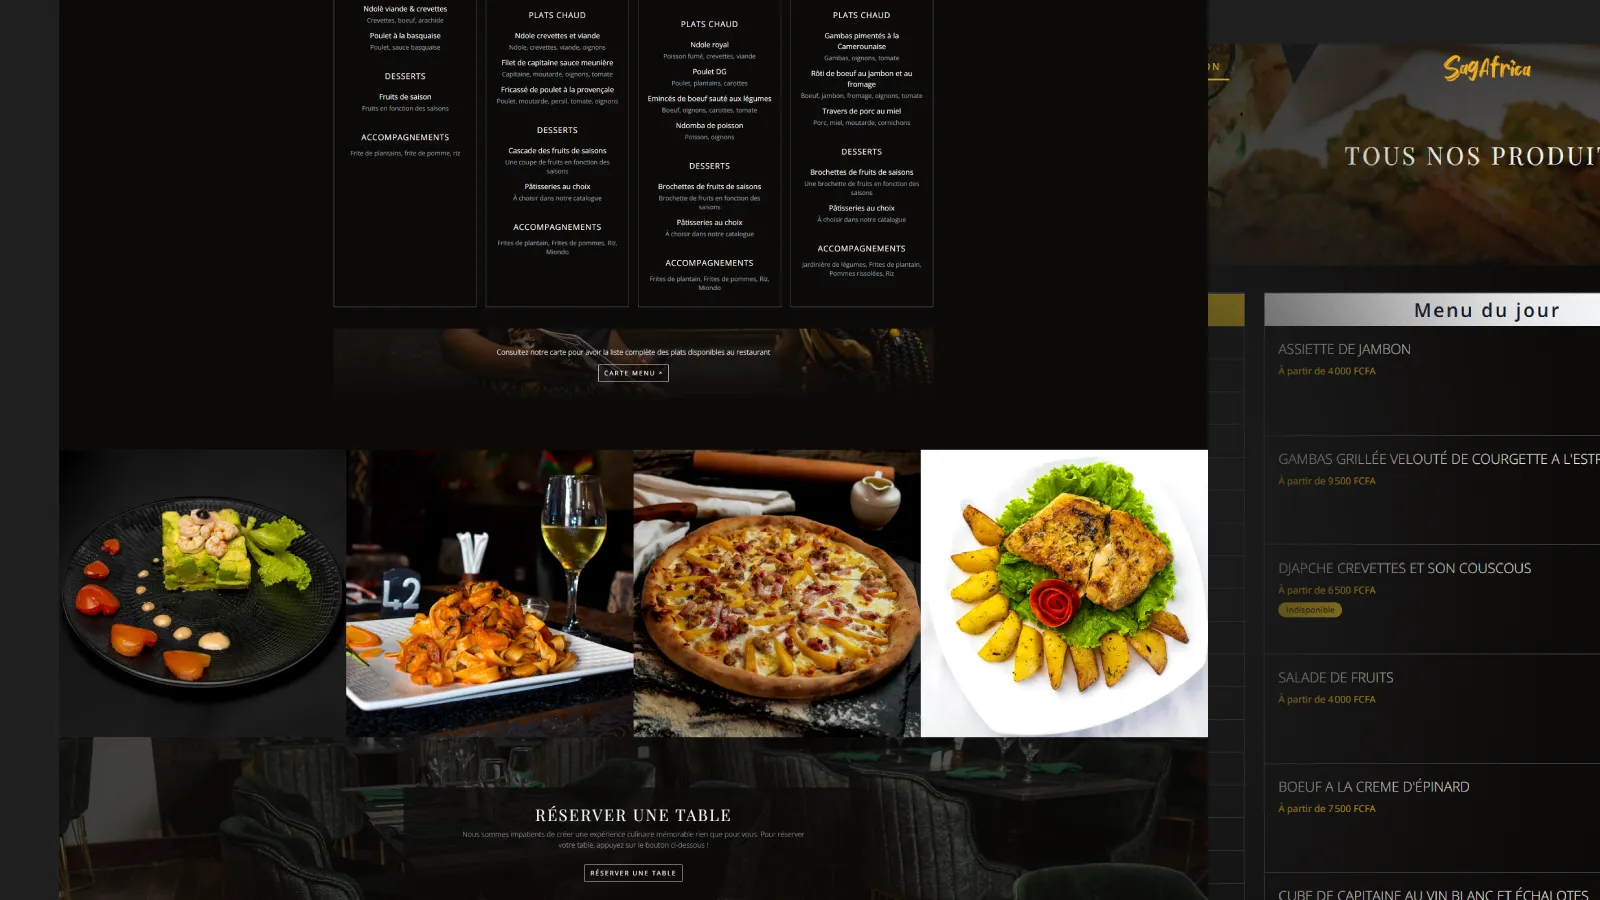 Ndolè viande & crevettes
Crevettes, boeuf, arachide
Poulet à la basquaise
Poulet, sauce basquaise
DESSERTS
Fruits de saison
Fruits en fonction des saisons
ACCOMPAGNEMENTS
Frite de plantains, frite de pomme, riz
PLATS CHAUD
Ndole crevettes et viande
Ndole, crevettes, viande, oignons
Filet de capitaine sauce meunière
Capitaine, moutarde, oignons, tomate
Fricassé de poulet à la provençale
Poulet, moutarde, persil, tomate, oignons
DESSERTS
Cascade des fruits de saisons
Une coupe de fruits en fonction des
saisons
Pâtisseries au choix
À choisir dans notre catalogue
ACCOMPAGNEMENTS
Frites de plantain, Frites de pommes, Riz,
Miondo
PLATS CHAUD
Ndole royal
Poisson fumé, crevettes, viande
Poulet DG
Poulet, plantains, carottes
Emincés de boeuf sauté aux légumes
Boeuf, oignons, carottes, tomate
Ndomba de poisson
Poisson, oignons
DESSERTS
Brochettes de fruits de saisons
Brochette de fruits en fonction des
saisons
Pâtisseries au choix
À choisir dans notre catalogue
ACCOMPAGNEMENTS
Frites de plantain, Frites de pommes, Riz,
Miondo
PLATS CHAUD
Gambas pimentés à la
Camerounaise
Gambas, oignons, tomate
Rôti de boeuf au jambon et au
fromage
Boeuf, jambon, fromage, oignons, tomate
Travers de porc au miel
Porc, miel, moutarde, cornichons
DESSERTS
Brochettes de fruits de saisons
Une brochette de fruits en fonction des
saisons
Pâtisseries au choix
À choisir dans notre catalogue
ACCOMPAGNEMENTS
Jardinière de légumes, Frites de plantain,
Pommes rissolées, Riz
Consultez notre carte pour avoir la liste complète des plats disponibles au restaurant
CARTE MENU
42
RÉSERVER UNE TABLE
Nous sommes impatients de créer une expérience culinaire mémorable rien que pour vous. Pour réserver
votre table, appuyez sur le bouton ci-dessous !
RÉSERVER UNE TABLE
ON
SagAfrica
TOUS NOS PRODUIT
Menu du jour
ASSIETTE DE JAMBON
À partir de 4 000 FCFA
GAMBAS GRILLÉE VELOUTÉ DE COURGETTE A L'ESTR
À partir de 9 500 FCFA
DJAPCHE CREVETTES ET SON COUSCOUS
À partir de 6 500 FCFA
Indisponible
SALADE DE FRUITS
À partir de 4 000 FCFA
BOEUF A LA CREME D'ÉPINARD
À partir de 7 500 FCFA
CUBE DE CAPITAINE AU VIN BLANC ET ÉCHALOTES